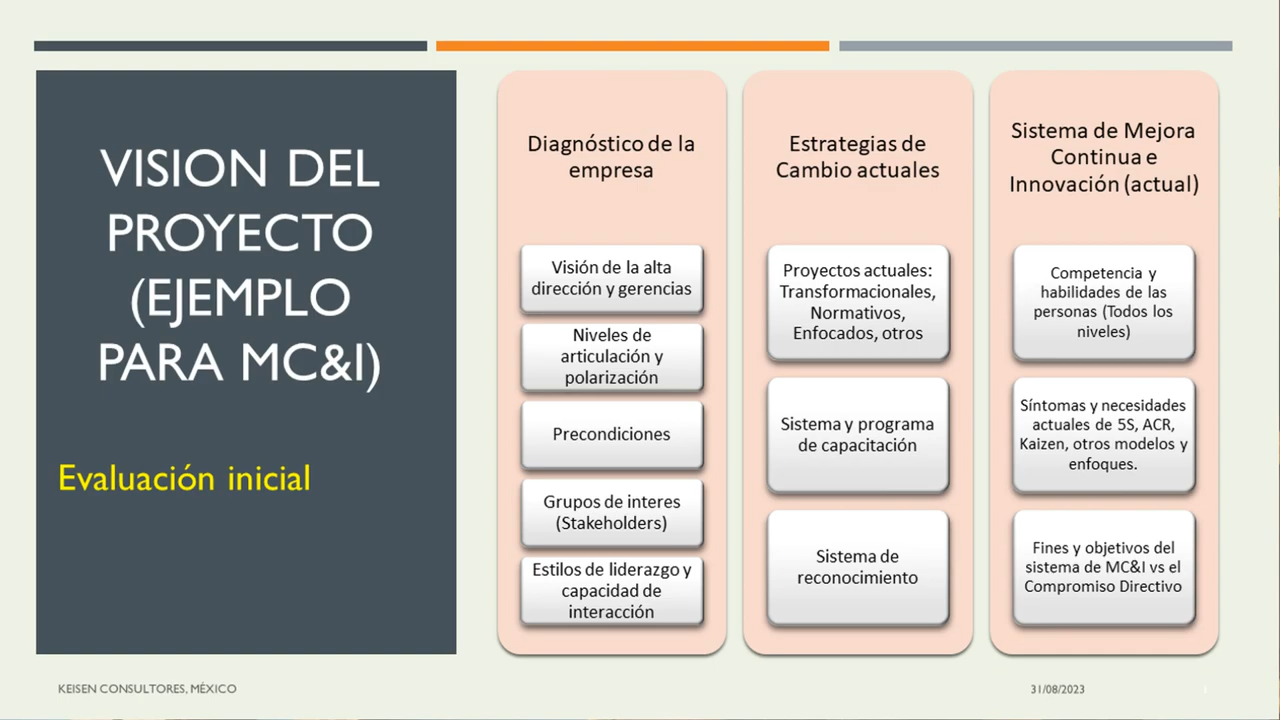 VISION DEL
PROYECTO
(EJEMPLO
PARA MC&I)
Evaluación inicial
Diagnóstico de la
empresa
Visión de la alta
dirección y gerencias
Niveles de
articulación y
polarización
Precondiciones
Grupos de interes
(Stakeholders)
Estilos de liderazgo y
capacidad de
interacción
Estrategias de
Cambio actuales
Proyectos actuales:
Transformacionales,
Normativos,
Enfocados, otros
Sistema y programa
de capacitación
Sistema de
reconocimiento
Sistema de Mejora
Continua e
Innovación (actual)
Competencia y
habilidades de las
personas (Todos los
niveles)
Síntomas y necesidades
actuales de 5S, ACR,
Kaizen, otros modelos y
enfoques.
Fines y objetivos del
sistema de MC&I vs el
Compromiso Directivo
KEISEN CONSULTORES, MÉXICO
31/08/2023